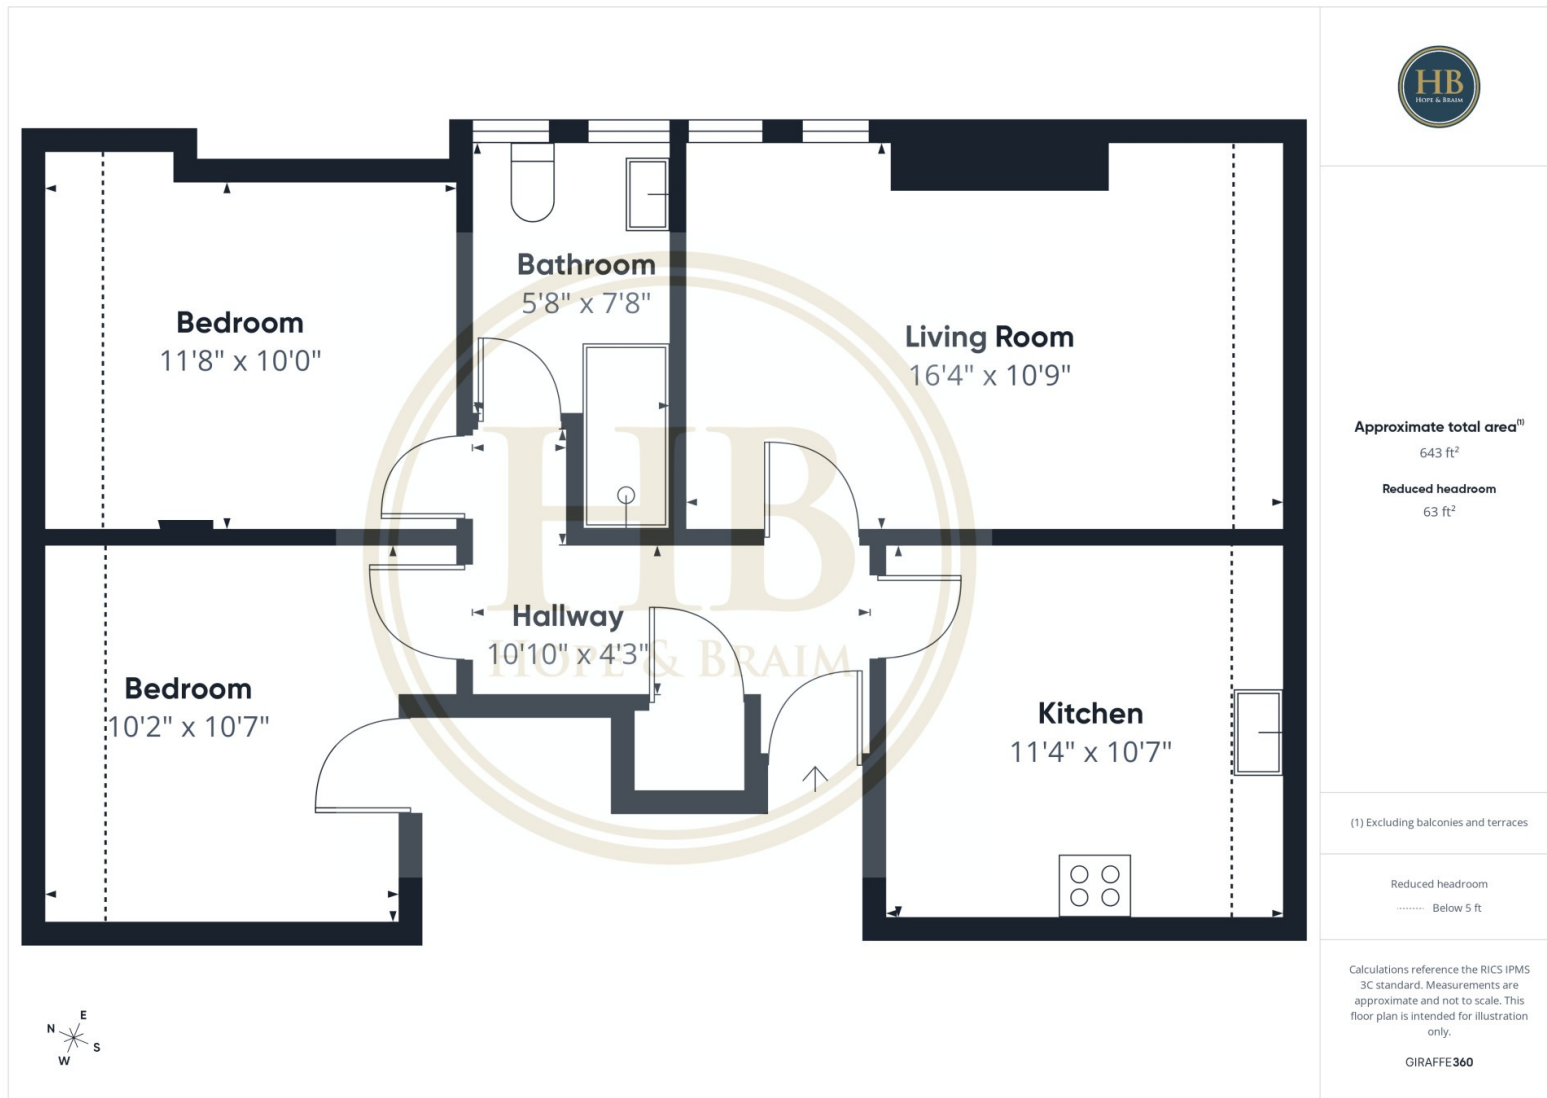 HB
HOPE & BRAIM
Bathroom
5'8" x 7'8"
Bedroom
11'8" x 10'0"
Living Room
16'4" x 10'9"
HB
HOPE & BRAIM
Hallway
10'10" x 4'3"
Bedroom
10'2" x 10'7"
Kitchen
11'4" x 10'7"
Approximate total area(1)
643 ft²
Reduced headroom
63 ft²
(1) Excluding balconies and terraces
Reduced headroom
Below 5 ft
Calculations reference the RICS IPMS
3C standard. Measurements are
approximate and not to scale. This
floor plan is intended for illustration
only.
GIRAFFE360
E
N
S
W